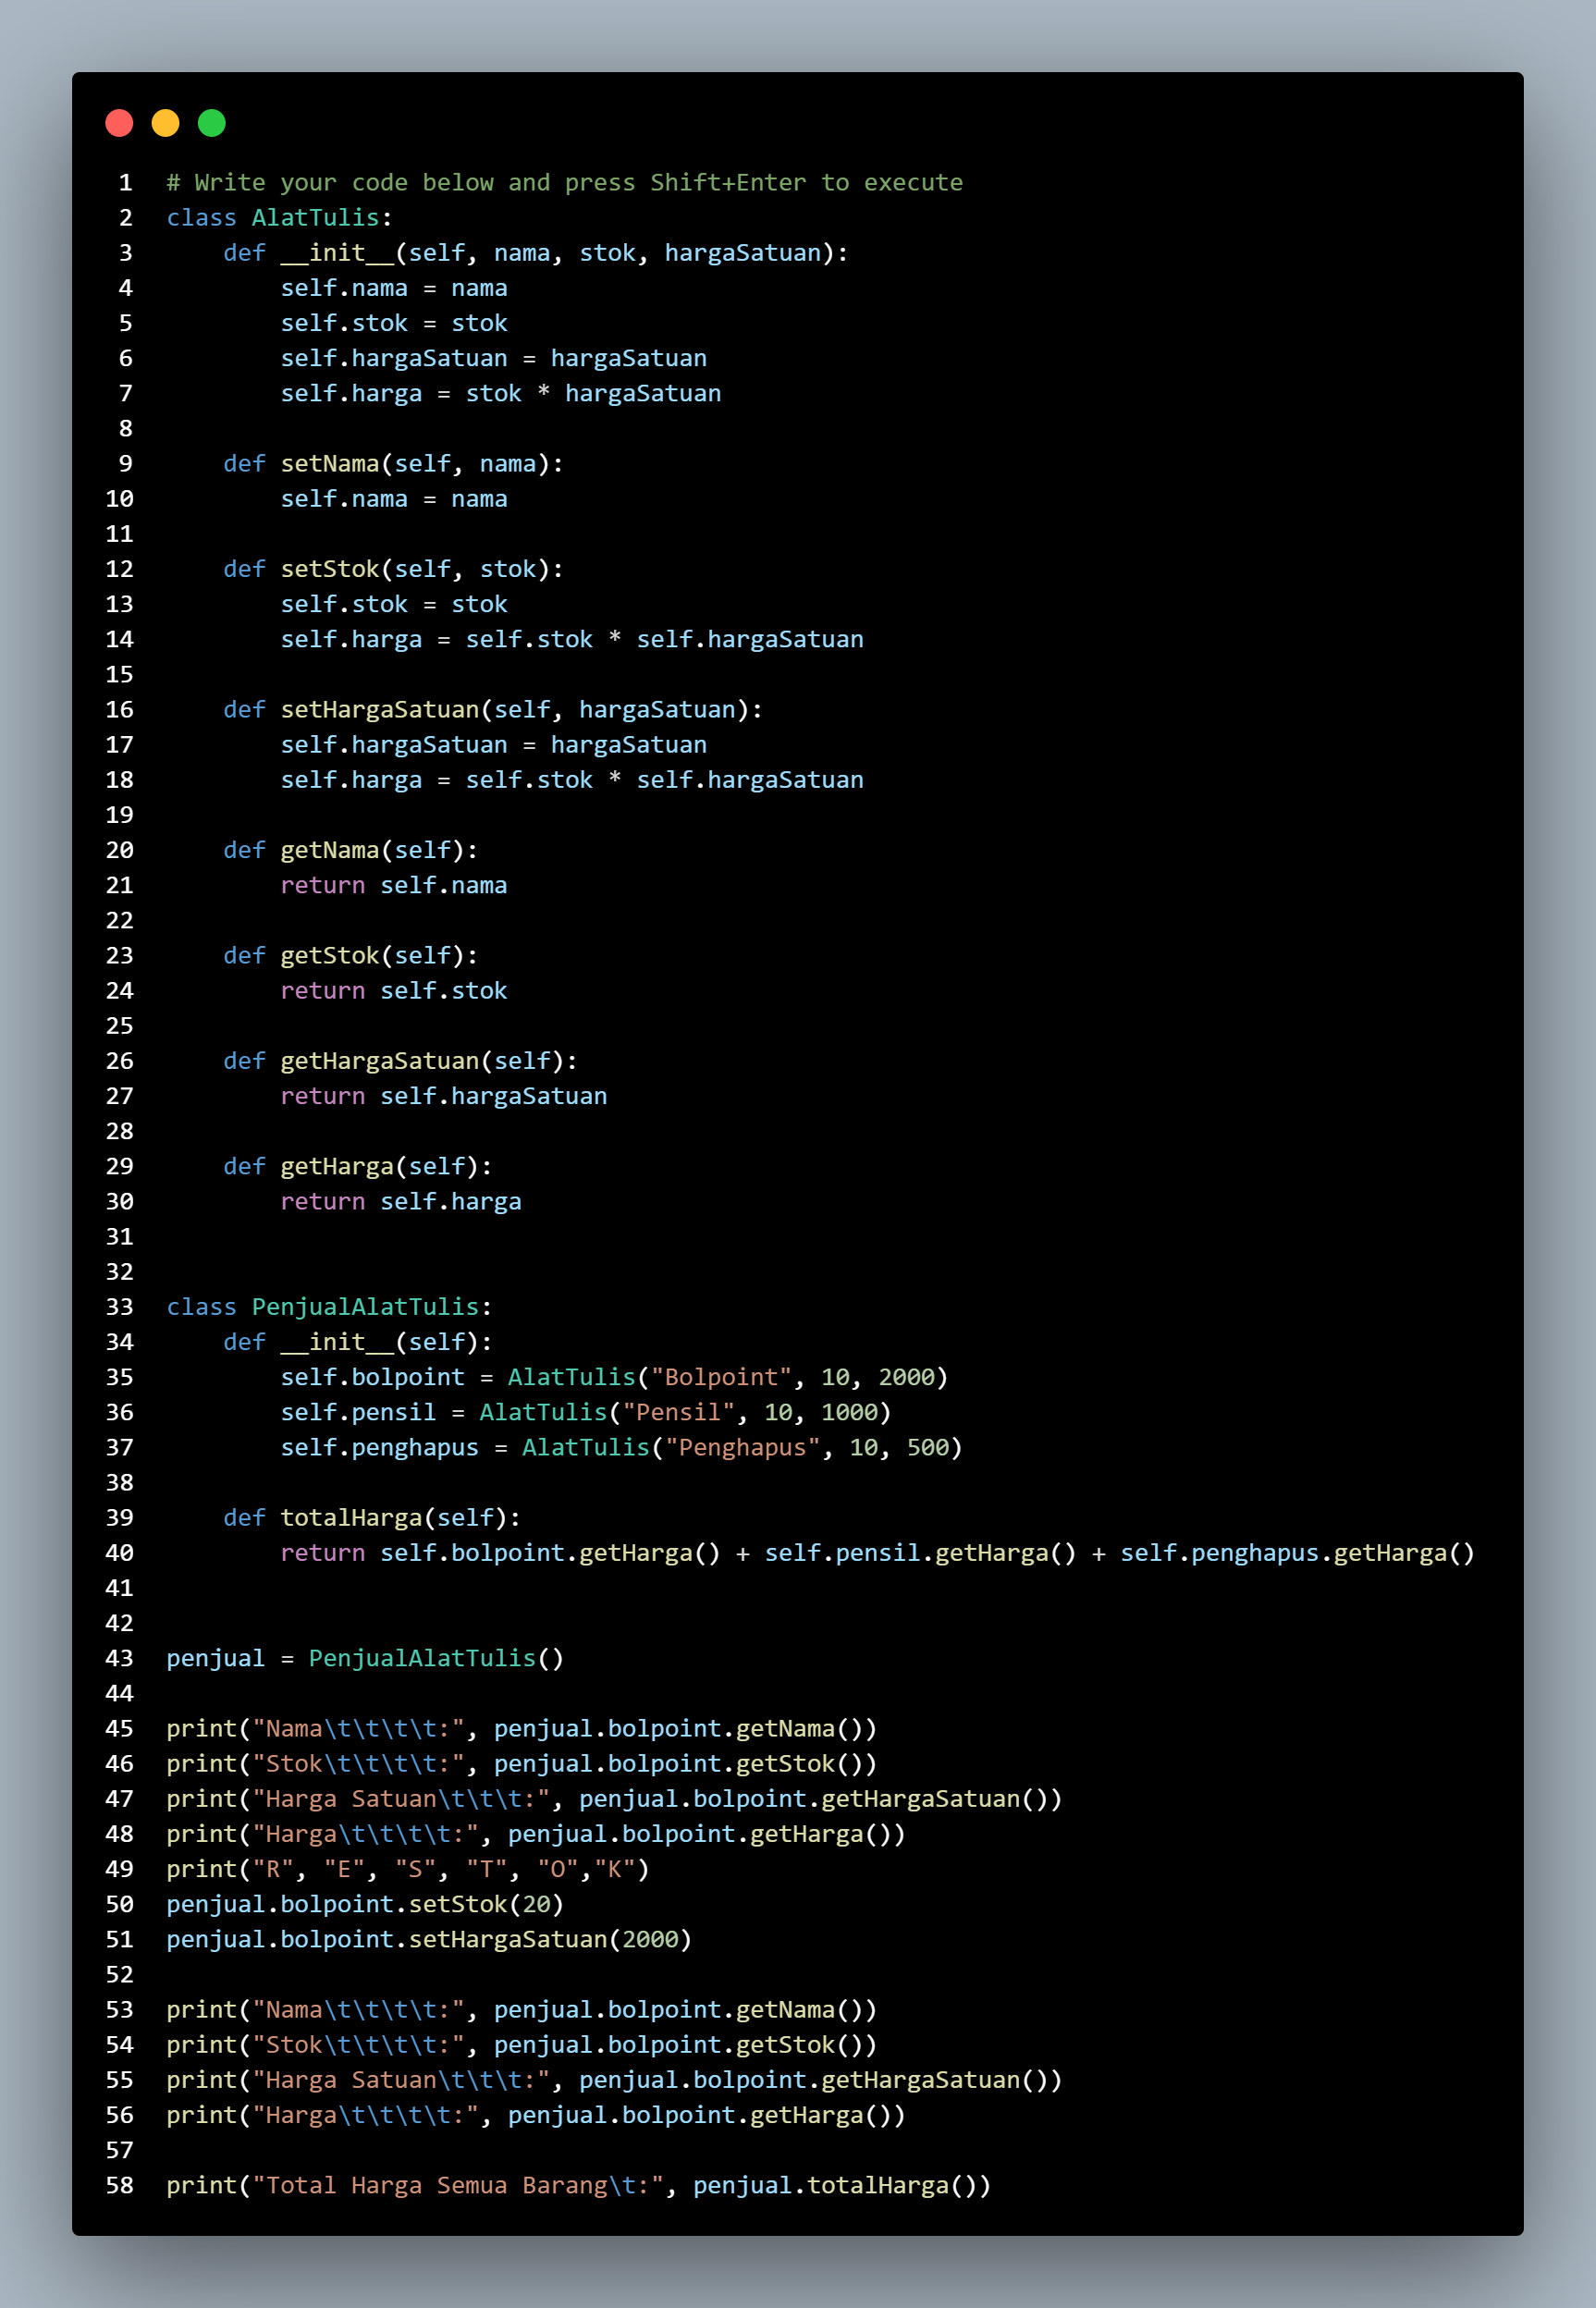 1 # Write your code below and press Shift+Enter to execute
2 class AlatTulis:
3     def __init__(self, nama, stok, hargaSatuan):
4         self.nama = nama
5         self.stok = stok
6         self.hargaSatuan = hargaSatuan
7         self.harga = stok * hargaSatuan
8
9     def setNama(self, nama):
10         self.nama = nama
11
12     def setStok(self, stok):
13         self.stok = stok
14         self.harga = self.stok * self.hargaSatuan
15
16     def setHargaSatuan(self, hargaSatuan):
17         self.hargaSatuan = hargaSatuan
18         self.harga = self.stok * self.hargaSatuan
19
20     def getNama(self):
21         return self.nama
22
23     def getStok(self):
24         return self.stok
25
26     def getHargaSatuan(self):
27         return self.hargaSatuan
28
29     def getHarga(self):
30         return self.harga
31
32
33 class PenjualAlatTulis:
34     def __init__(self):
35         self.bolpoint = AlatTulis("Bolpoint", 10, 2000)
36         self.pensil = AlatTulis("Pensil", 10, 1000)
37         self.penghapus = AlatTulis("Penghapus", 10, 500)
38
39     def totalHarga(self):
40         return self.bolpoint.getHarga() + self.pensil.getHarga() + self.penghapus.getHarga()
41
42
43 penjual = PenjualAlatTulis()
44
45 print("Nama\t\t\t\t:", penjual.bolpoint.getNama())
46 print("Stok\t\t\t\t:", penjual.bolpoint.getStok())
47 print("Harga Satuan\t\t\t:", penjual.bolpoint.getHargaSatuan())
48 print("Harga\t\t\t\t:", penjual.bolpoint.getHarga())
49 print("R", "E", "S", "T", "O","K")
50 penjual.bolpoint.setStok(20)
51 penjual.bolpoint.setHargaSatuan(2000)
52
53 print("Nama\t\t\t\t:", penjual.bolpoint.getNama())
54 print("Stok\t\t\t\t:", penjual.bolpoint.getStok())
55 print("Harga Satuan\t\t\t:", penjual.bolpoint.getHargaSatuan())
56 print("Harga\t\t\t\t:", penjual.bolpoint.getHarga())
57
58 print("Total Harga Semua Barang\t:", penjual.totalHarga())